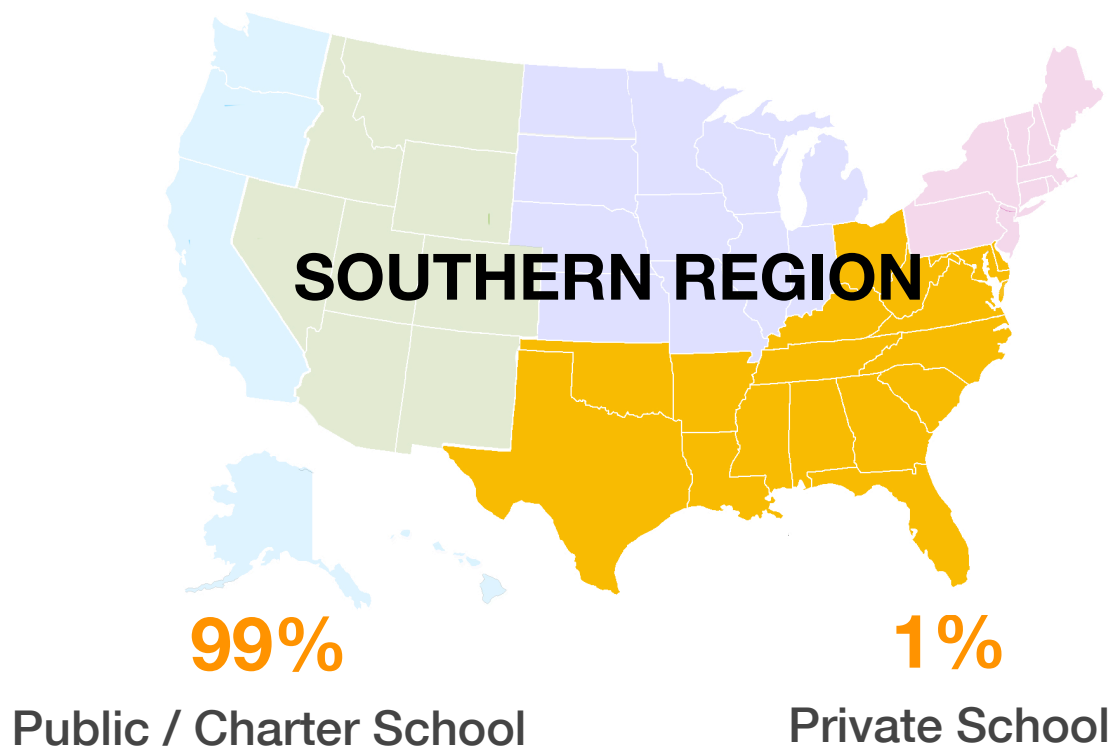 SOUTHERN REGION
99%
1%
Public / Charter School
Private School